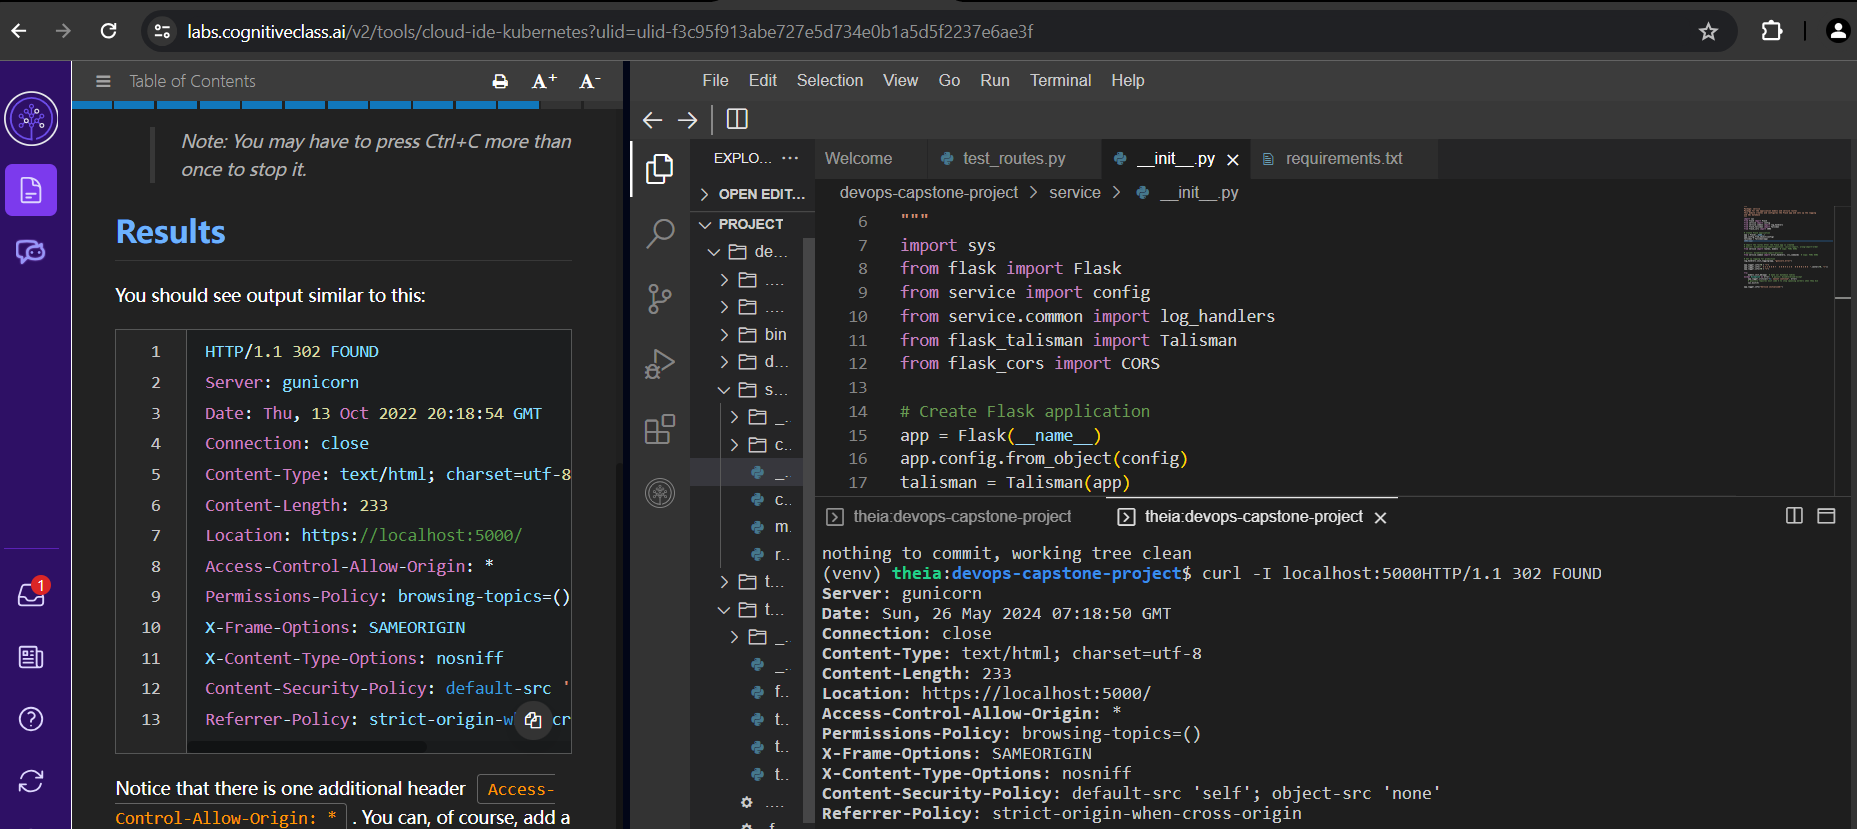 labs.cognitiveclass.ai/v2/tools/cloud-ide-kubernetes?ulid=ulid-f3c95f913abe727e5d734e0b1a5d5f2237e6ae3f
Table of Contents
A+ A-
Note: You may have to press Ctrl+C more than
once to stop it.
Results
You should see output similar to this:
1 HTTP/1.1 302 FOUND
2 Server: gunicorn
3 Date: Thu, 13 Oct 2022 20:18:54 GMT
4 Connection: close
5 Content-Type: text/html; charset=utf-8
6 Content-Length: 233
7 Location: https://localhost:5000/
8 Access-Control-Allow-Origin: *
9 Permissions-Policy: browsing-topics=()
10 X-Frame-Options: SAMEORIGIN
11 X-Content-Type-Options: nosniff
12 Content-Security-Policy: default-src '
13 Referrer-Policy: strict-origin-w cr
Notice that there is one additional header Access-
Control-Allow-Origin: * . You can, of course, add a
1
File Edit Selection View Go Run Terminal Help
EXPLO... ...
OPEN EDIT...
PROJECT
de...
....
....
bin
d...
s...
_..
c..
_..
c..
m.
r..
t...
t...
_..
_..
f..
t..
t..
t..
....
Welcome test_routes.py __init__.py requirements.txt
devops-capstone-project > service > __init__.py
6 """
7 import sys
8 from flask import Flask
9 from service import config
10 from service.common import log_handlers
11 from flask_talisman import Talisman
12 from flask_cors import CORS
13
14 # Create Flask application
15 app = Flask(__name__)
16 app.config.from_object(config)
17 talisman = Talisman(app)
theia:devops-capstone-project theia:devops-capstone-project
nothing to commit, working tree clean
(venv) theia:devops-capstone-project$ curl -I localhost:5000HTTP/1.1 302 FOUND
Server: gunicorn
Date: Sun, 26 May 2024 07:18:50 GMT
Connection: close
Content-Type: text/html; charset=utf-8
Content-Length: 233
Location: https://localhost:5000/
Access-Control-Allow-Origin: *
Permissions-Policy: browsing-topics=()
X-Frame-Options: SAMEORIGIN
X-Content-Type-Options: nosniff
Content-Security-Policy: default-src 'self'; object-src 'none'
Referrer-Policy: strict-origin-when-cross-origin